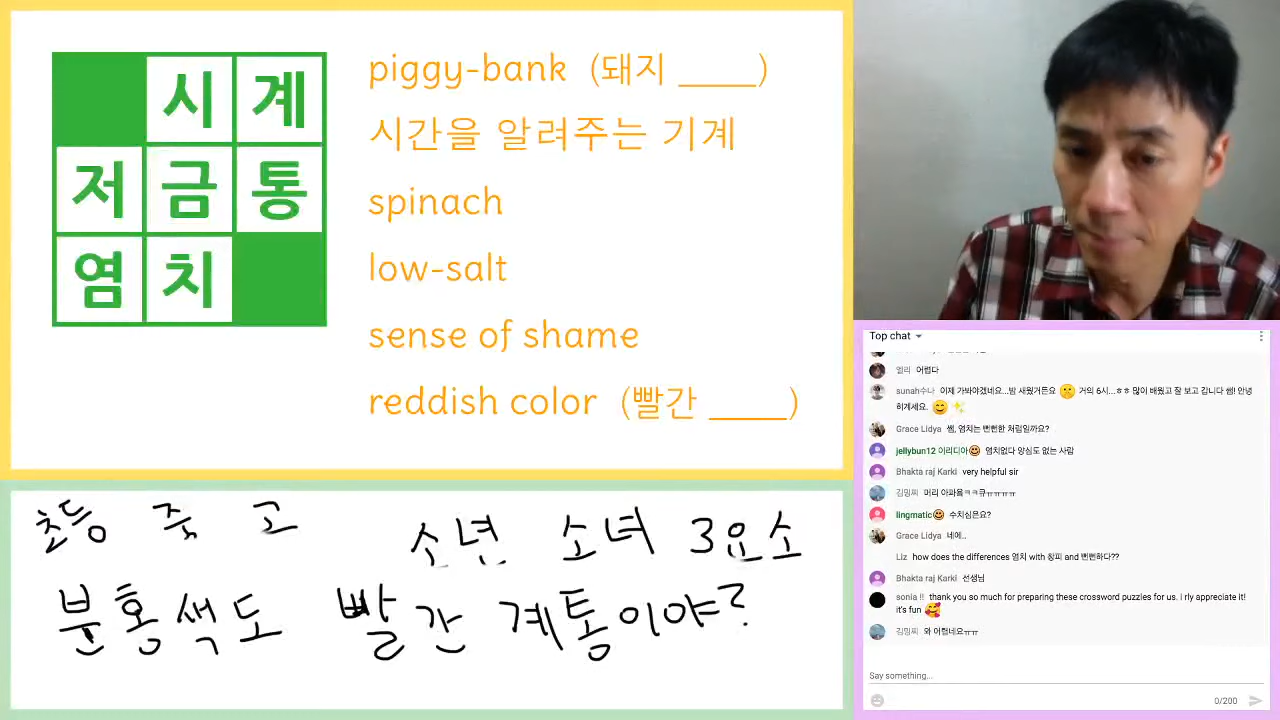 시계
저금통
염치
piggy-bank (돼지 ____)
시간을 알려주는 기계
spinach
low-salt
sense of shame
reddish color (빨간 ____)
초등 중 고
소년 소녀 3요소
분홍색도 빨간 계통이야?
Top chat
엘리 어렵다
sunah수나 이제 가봐야겠네요...밤 새웠거든요 🤫 거의 6시...ㅎㅎ 많이 배웠고 잘 보고 갑니다 쌤! 안녕
히계세요. 😊 ✨
Grace Lidya 쌤, 염치는 뻔뻔한 처럼일까요?
jellybun12 이리디아 염치없다 양심도 없는 사람
Bhakta raj Karki very helpful sir
김밍찌 머리 아파욬ㅋㅋ큐ㅠㅠㅠㅠ
lingmatic 수치심은요?
Grace Lidya 네에..
Liz how does the differences 염치 with 창피 and 뻔뻔하다??
Bhakta raj Karki 선생님
sonia !! thank you so much for preparing these crossword puzzles for us. i rly appreciate it!
it's fun 🥰
김밍찌 와 어렵네요ㅠㅠ
Say something...
0/200